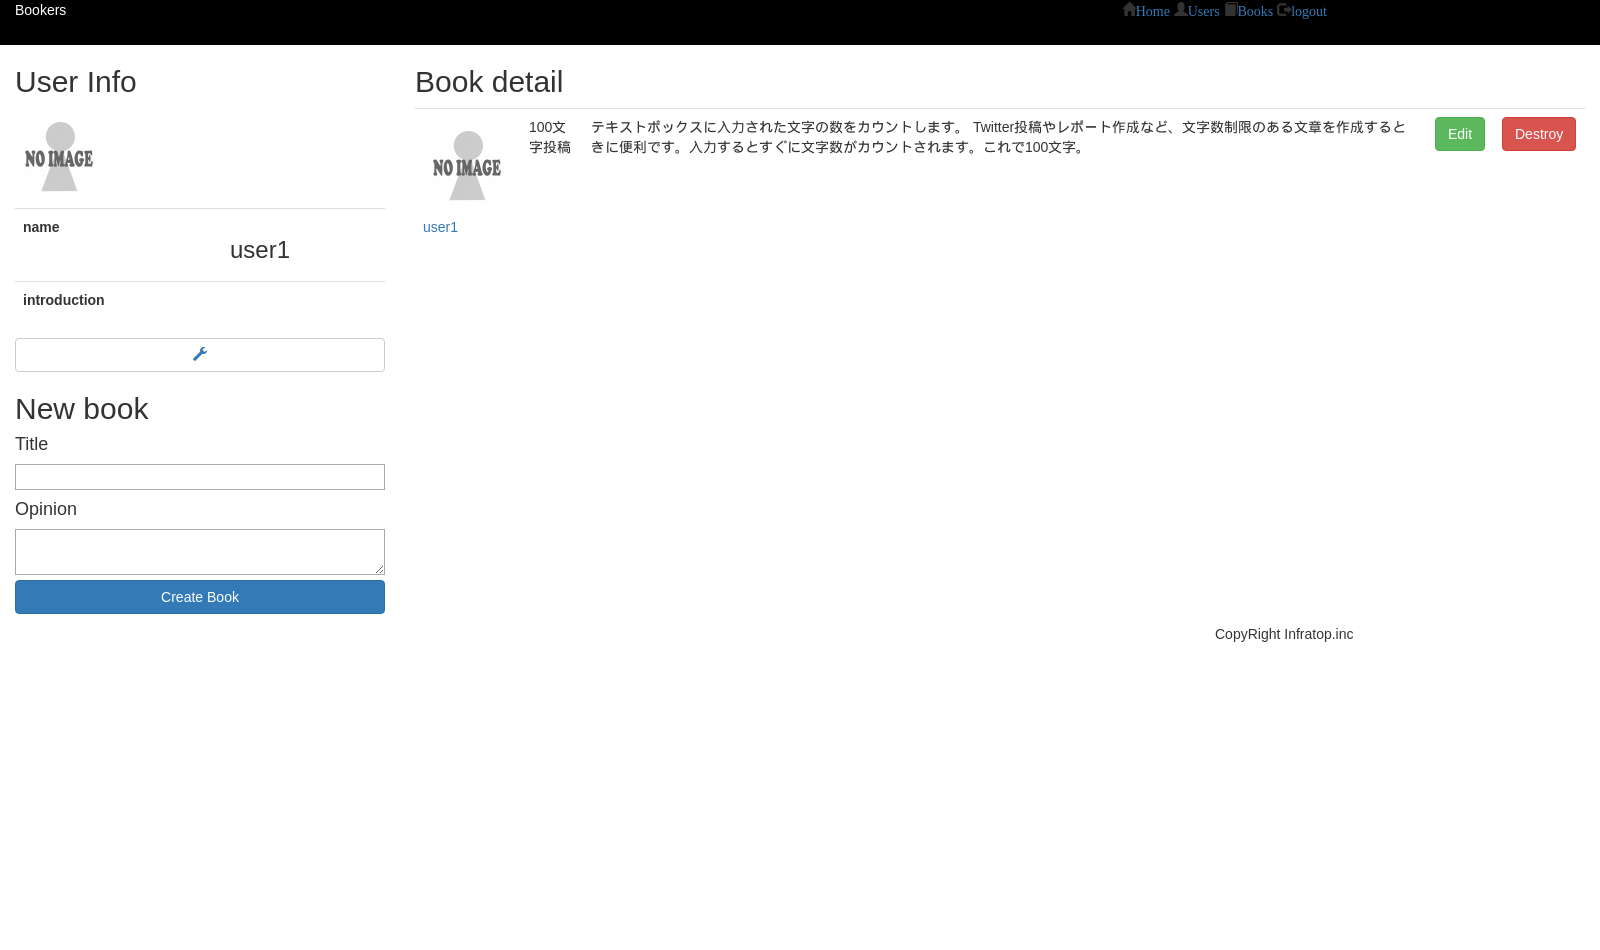 Bookers
Home Users Books logout
User Info
NO IMAGE
name
user1
introduction
New book
Title
Opinion
Create Book
Book detail
NO IMAGE
user1
100文
字投稿
テキストボックスに入力された文字の数をカウントします。 Twitter投稿やレポート作成など、文字数制限のある文章を作成すると
きに便利です。入力するとすぐに文字数がカウントされます。これで100文字。
Edit
Destroy
CopyRight Infratop.inc